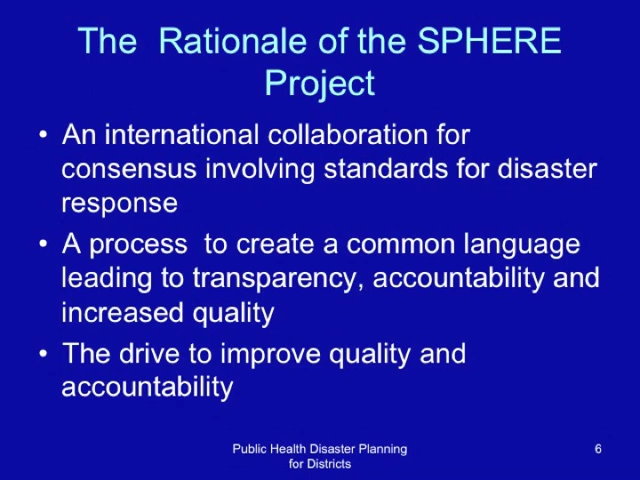 The  Rationale of the SPHERE
Project
• An international collaboration for
consensus involving standards for disaster
response
• A process  to create a common language
leading to transparency, accountability and
increased quality
• The drive to improve quality and
accountability
Public Health Disaster Planning
for Districts
6